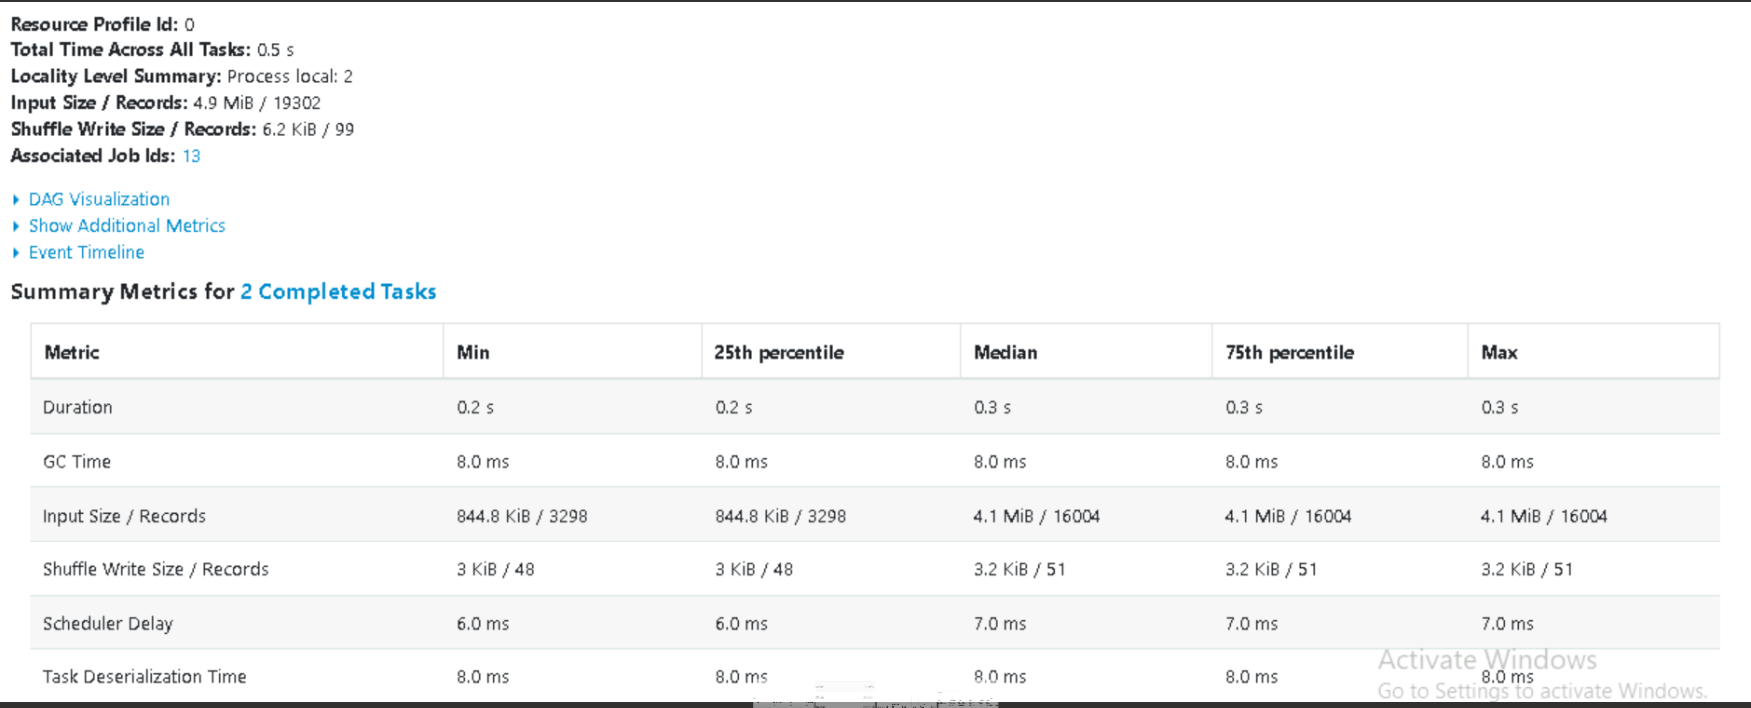 Resource Profile Id: 0
Total Time Across All Tasks: 0.5 s
Locality Level Summary: Process local: 2
Input Size / Records: 4.9 MiB / 19302
Shuffle Write Size / Records: 6.2 KiB / 99
Associated Job Ids: 13
DAG Visualization
Show Additional Metrics
Event Timeline
Summary Metrics for 2 Completed Tasks
Metric Min 25th percentile Median 75th percentile Max
Duration 0.2 s 0.2 s 0.3 s 0.3 s 0.3 s
GC Time 8.0 ms 8.0 ms 8.0 ms 8.0 ms 8.0 ms
Input Size / Records 844.8 KiB / 3298 844.8 KiB / 3298 4.1 MiB / 16004 4.1 MiB / 16004 4.1 MiB / 16004
Shuffle Write Size / Records 3 KiB / 48 3 KiB / 48 3.2 KiB / 51 3.2 KiB / 51 3.2 KiB / 51
Scheduler Delay 6.0 ms 6.0 ms 7.0 ms 7.0 ms 7.0 ms
Task Deserialization Time 8.0 ms 8.0 ms 8.0 ms 8.0 ms 8.0 ms
Activate Windows
Go to Settings to activate Windows.